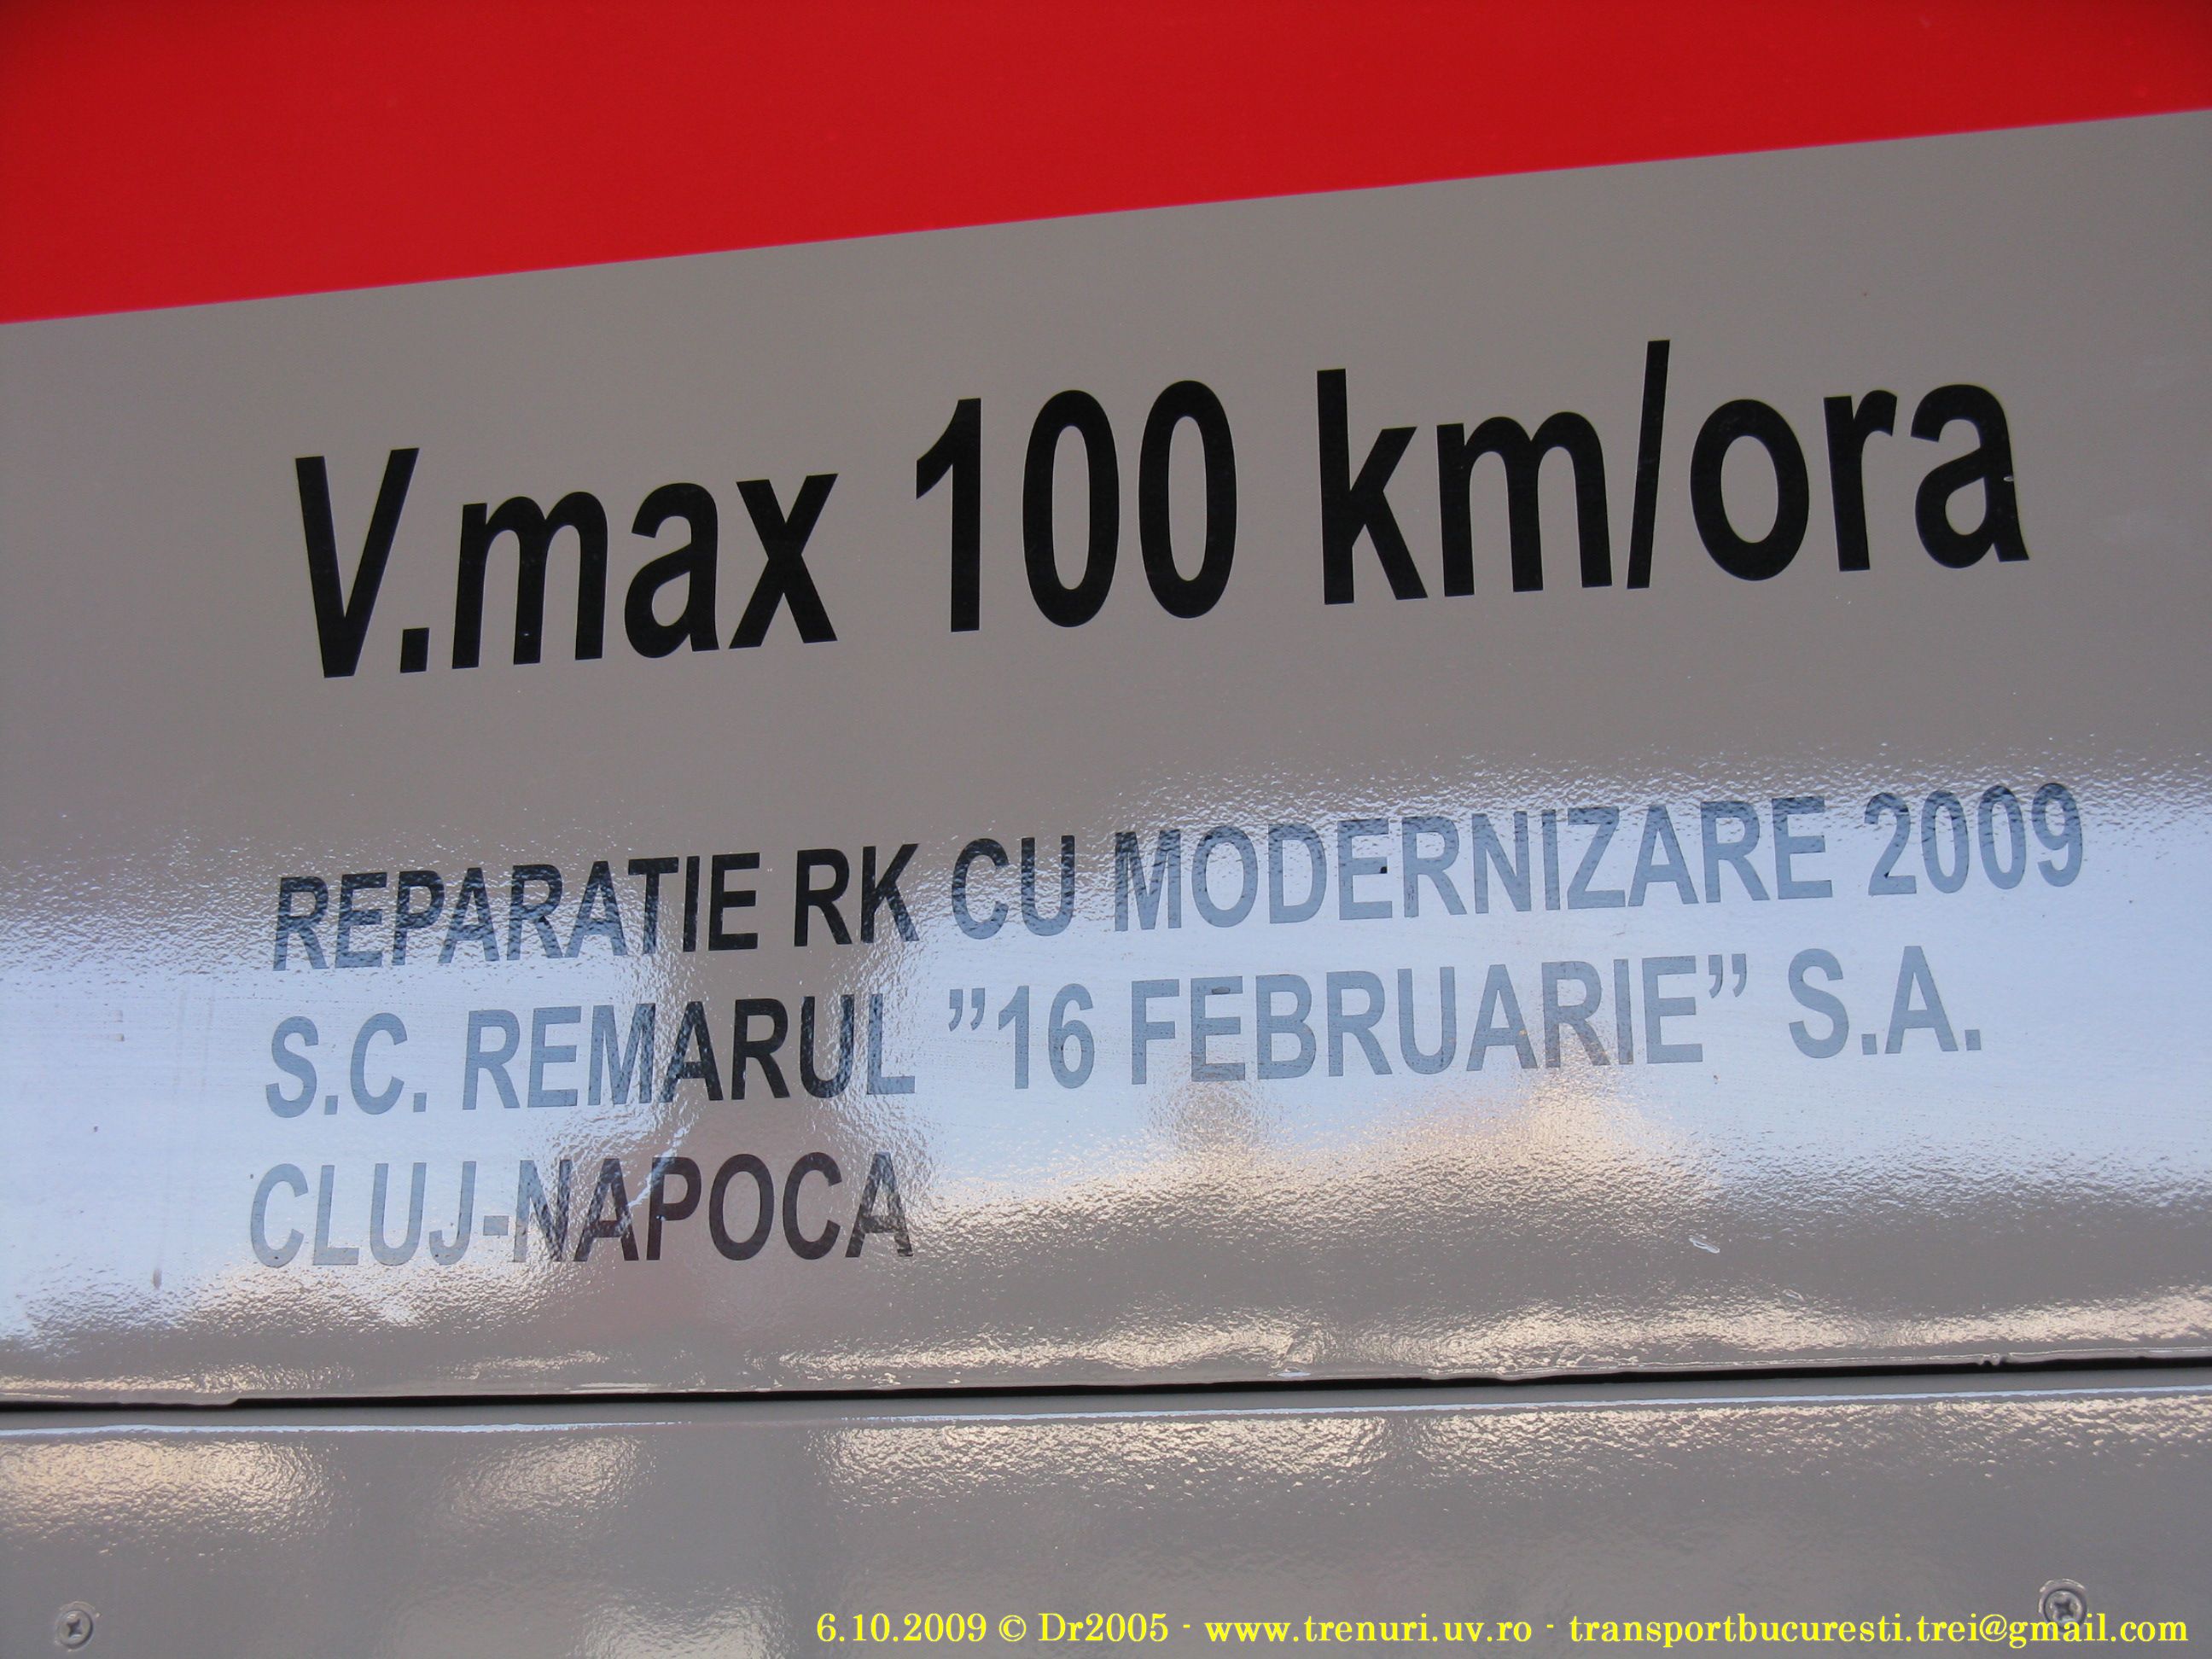 V.max 100 km/ora
REPARATIE RK CU MODERNIZARE 2009
S.C. REMARUL ”16 FEBRUARIE” S.A.
CLUJ-NAPOCA
6.10.2009 © Dr2005 - www.trenuri.uv.ro - transportbucuresti.trei@gmail.com